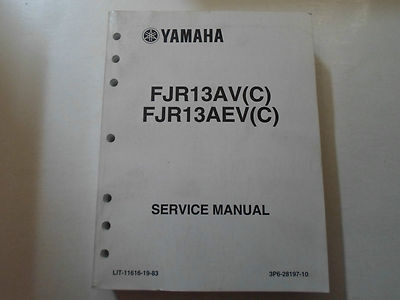 YAMAHA
FJR13AV(C)
FJR13AEV(C)
SERVICE MANUAL
LIT-11616-19-83
3P6-28197-10